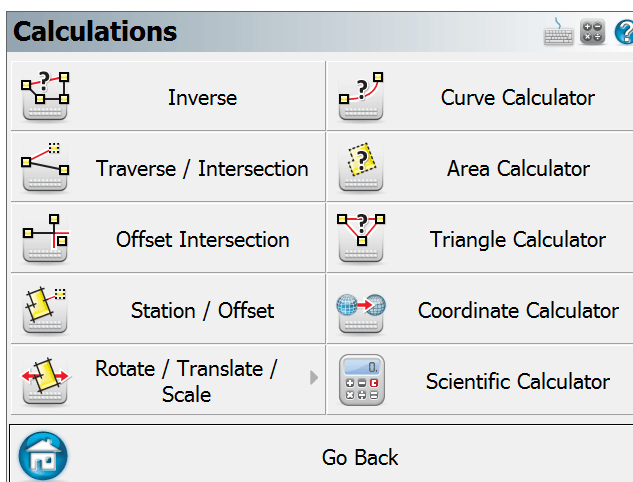 Calculations
Inverse
Curve Calculator
Traverse / Intersection
Area Calculator
Offset Intersection
Triangle Calculator
Station / Offset
Coordinate Calculator
Rotate / Translate /
Scale
Scientific Calculator
Go Back